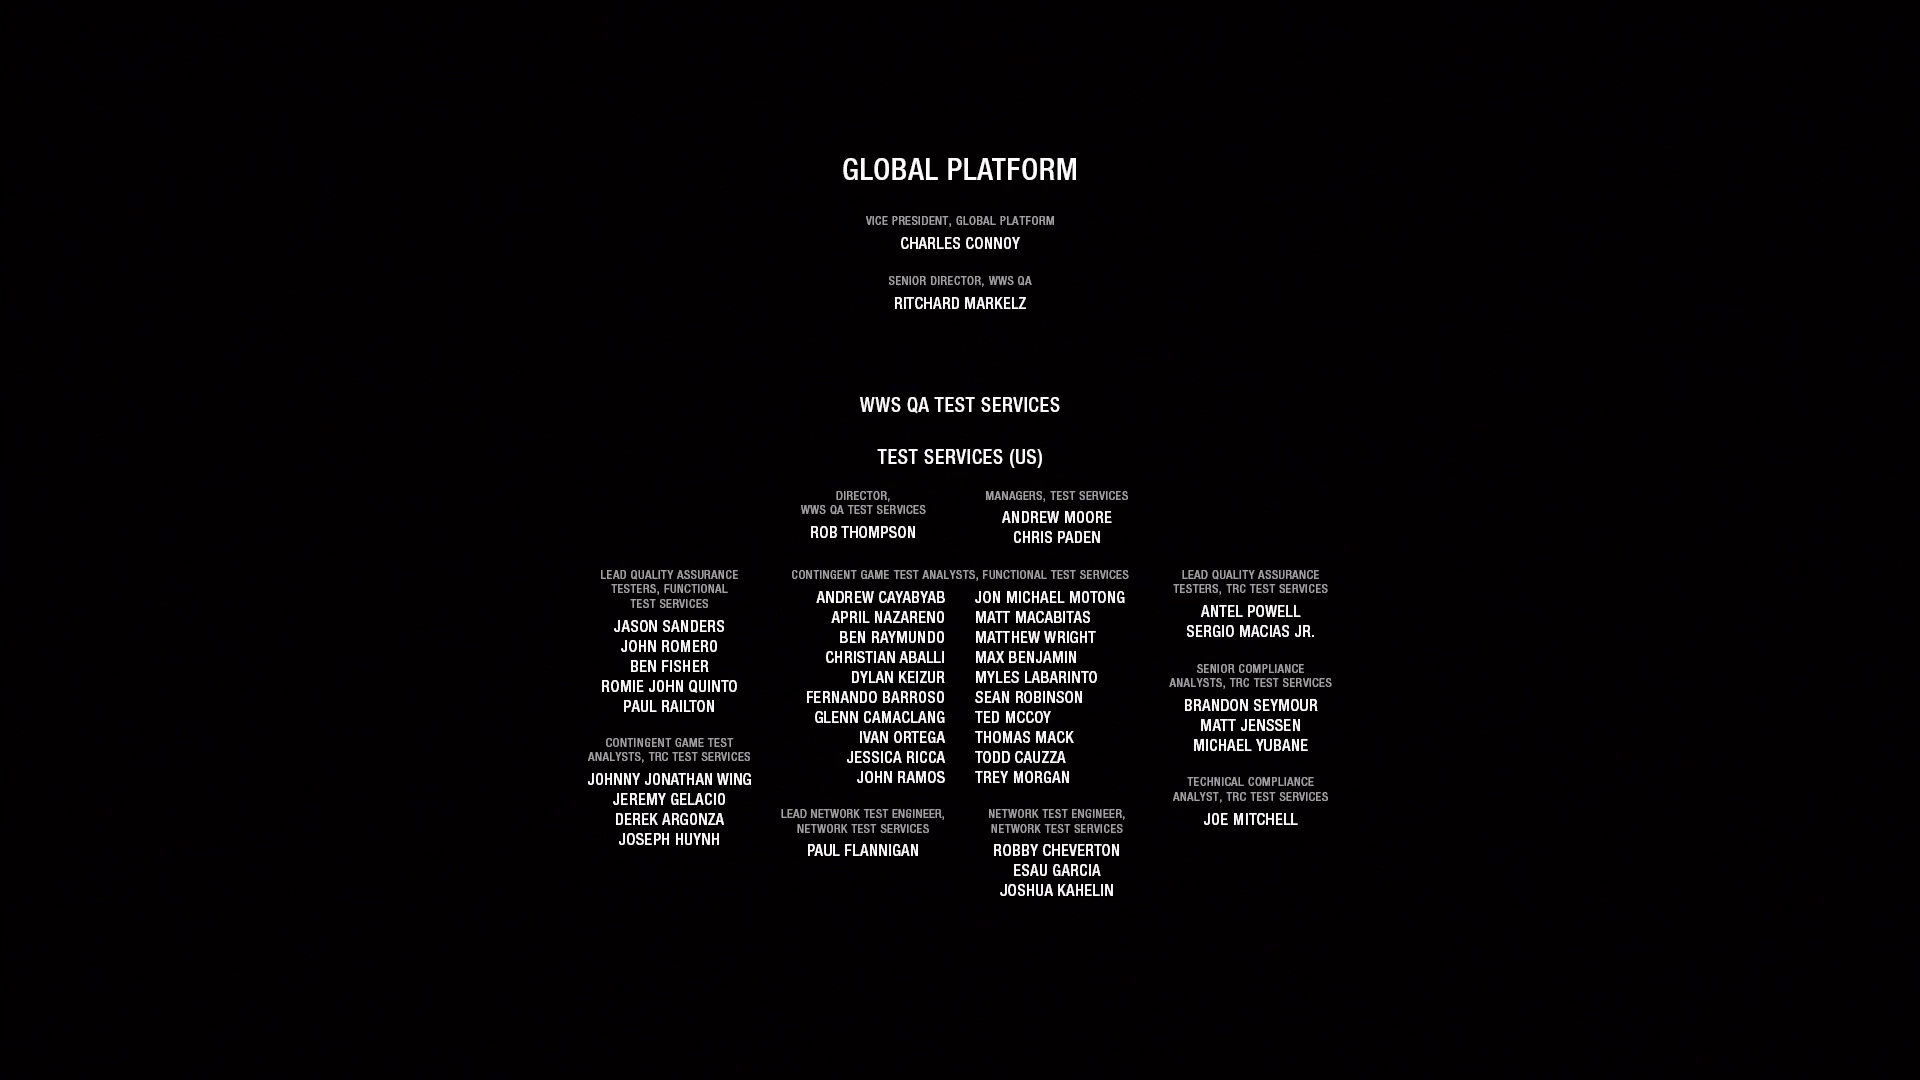 GLOBAL PLATFORM
VICE PRESIDENT, GLOBAL PLATFORM
CHARLES CONNOY
SENIOR DIRECTOR, WWS QA
RITCHARD MARKELZ
WWS QA TEST SERVICES
TEST SERVICES (US)
DIRECTOR,
WWS QA TEST SERVICES
ROB THOMPSON
MANAGERS, TEST SERVICES
ANDREW MOORE
CHRIS PADEN
LEAD QUALITY ASSURANCE
TESTERS, FUNCTIONAL
TEST SERVICES
JASON SANDERS
JOHN ROMERO
BEN FISHER
ROMIE JOHN QUINTO
PAUL RAILTON
CONTINGENT GAME TEST
ANALYSTS, TRC TEST SERVICES
JOHNNY JONATHAN WING
JEREMY GELACIO
DEREK ARGONZA
JOSEPH HUYNH
CONTINGENT GAME TEST ANALYSTS, FUNCTIONAL TEST SERVICES
ANDREW CAYABYAB
APRIL NAZARENO
BEN RAYMUNDO
CHRISTIAN ABALLI
DYLAN KEIZUR
FERNANDO BARROSO
GLENN CAMACLANG
IVAN ORTEGA
JESSICA RICCA
JOHN RAMOS
JON MICHAEL MOTONG
MATT MACABITAS
MATTHEW WRIGHT
MAX BENJAMIN
MYLES LABARINTO
SEAN ROBINSON
TED MCCOY
THOMAS MACK
TODD CAUZZA
TREY MORGAN
LEAD NETWORK TEST ENGINEER,
NETWORK TEST SERVICES
PAUL FLANNIGAN
NETWORK TEST ENGINEER,
NETWORK TEST SERVICES
ROBBY CHEVERTON
ESAU GARCIA
JOSHUA KAHELIN
LEAD QUALITY ASSURANCE
TESTERS, TRC TEST SERVICES
ANTEL POWELL
SERGIO MACIAS JR.
SENIOR COMPLIANCE
ANALYSTS, TRC TEST SERVICES
BRANDON SEYMOUR
MATT JENSSEN
MICHAEL YUBANE
TECHNICAL COMPLIANCE
ANALYST, TRC TEST SERVICES
JOE MITCHELL